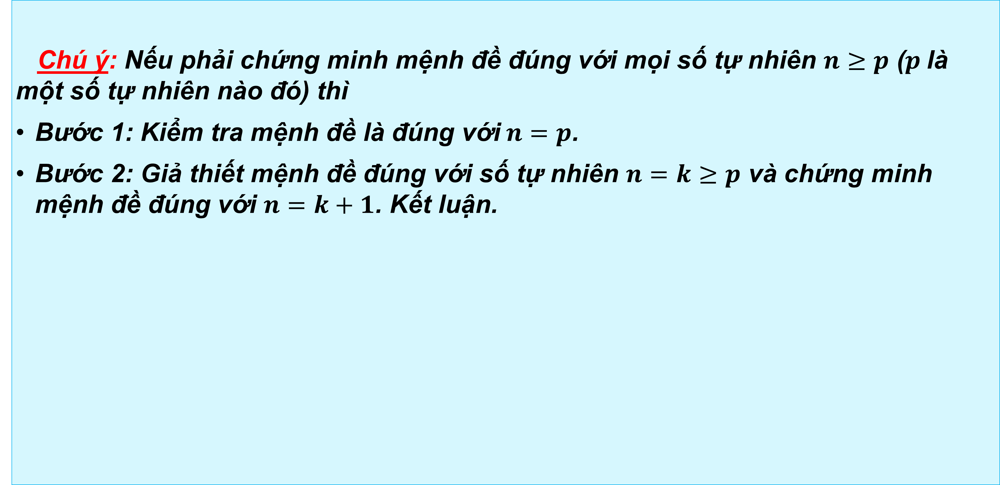 Chú ý: Nếu phải chứng minh mệnh đề đúng với mọi số tự nhiên 𝒏 ≥ 𝒑 (𝒑 là
một số tự nhiên nào đó) thì
• Bước 1: Kiểm tra mệnh đề là đúng với 𝒏 = 𝒑.
• Bước 2: Giả thiết mệnh đề đúng với số tự nhiên 𝒏 = 𝒌 ≥ 𝒑 và chứng minh
mệnh đề đúng với 𝒏 = 𝒌 + 𝟏. Kết luận.